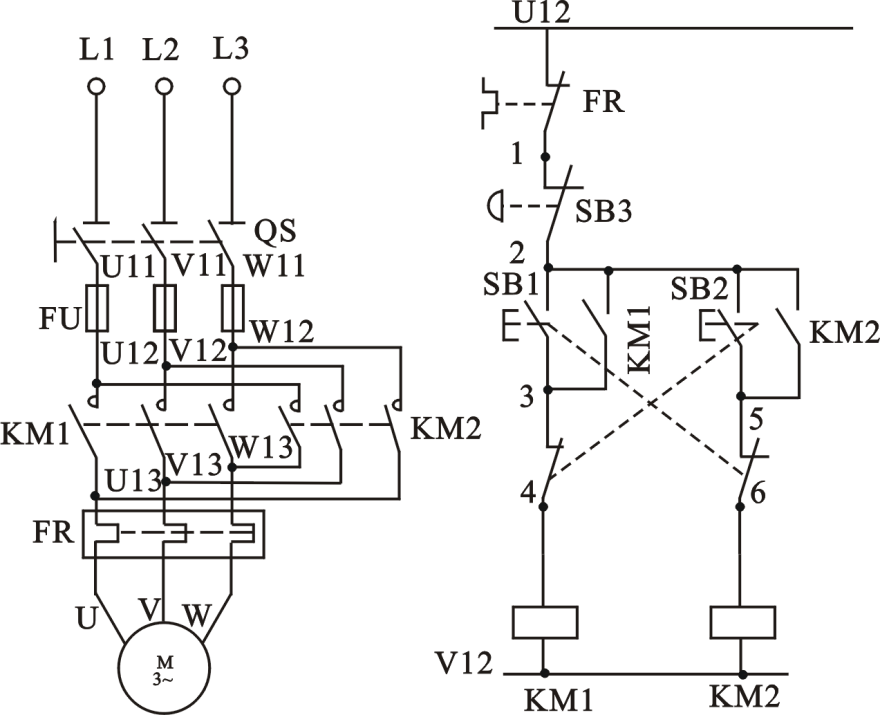 L1 L2 L3
QS
U11 V11 W11
FU
U12 V12 W12
KM1 KM2
U13 V13 W13
FR
U V W
M
3~
U12
FR
1
SB3
2
SB1 KM1 SB2 KM2
3 5
4 6
V12
KM1 KM2